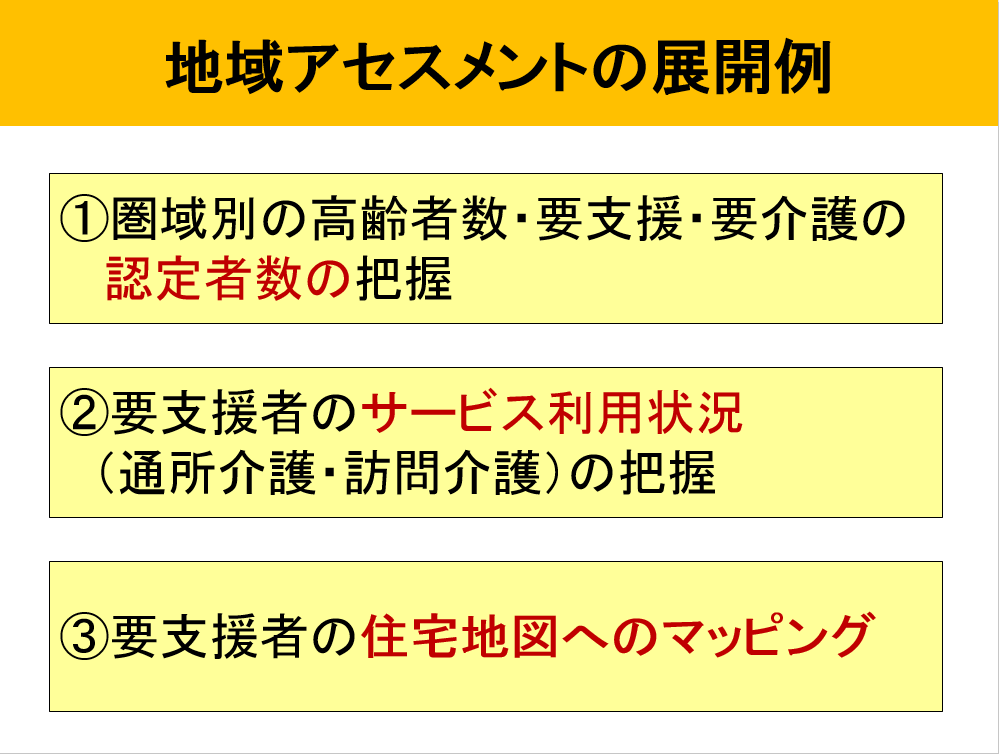 地域アセスメントの展開例
①圏域別の高齢者数・要支援・要介護の
認定者数の把握
②要支援者のサービス利用状況
（通所介護・訪問介護）の把握
③要支援者の住宅地図へのマッピング